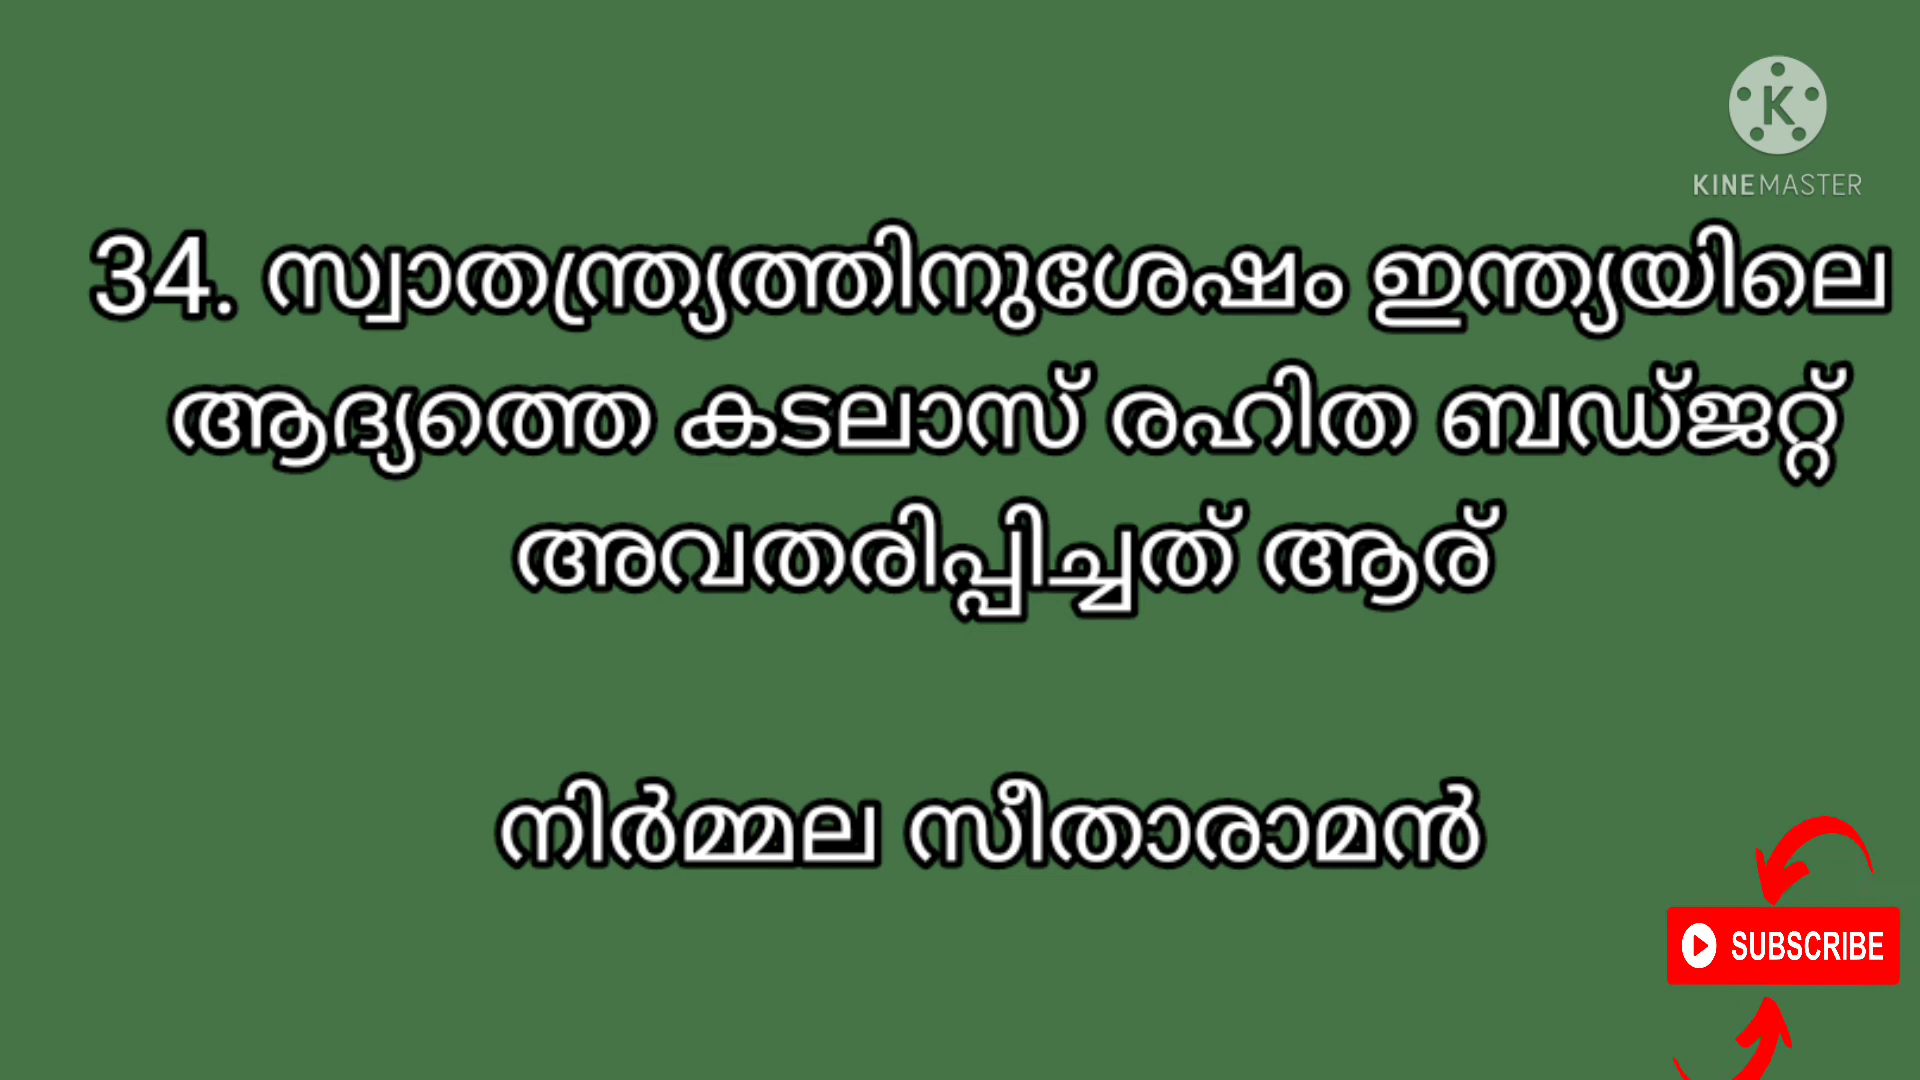 K
KINEMASTER
34. സ്വാതന്ത്ര്യത്തിനുശേഷം ഇന്ത്യയിലെ
ആദ്യത്തെ കടലാസ് രഹിത ബഡ്ജറ്റ്
അവതരിപ്പിച്ചത് ആര്
നിർമ്മല സീതാരാമൻ
SUBSCRIBE